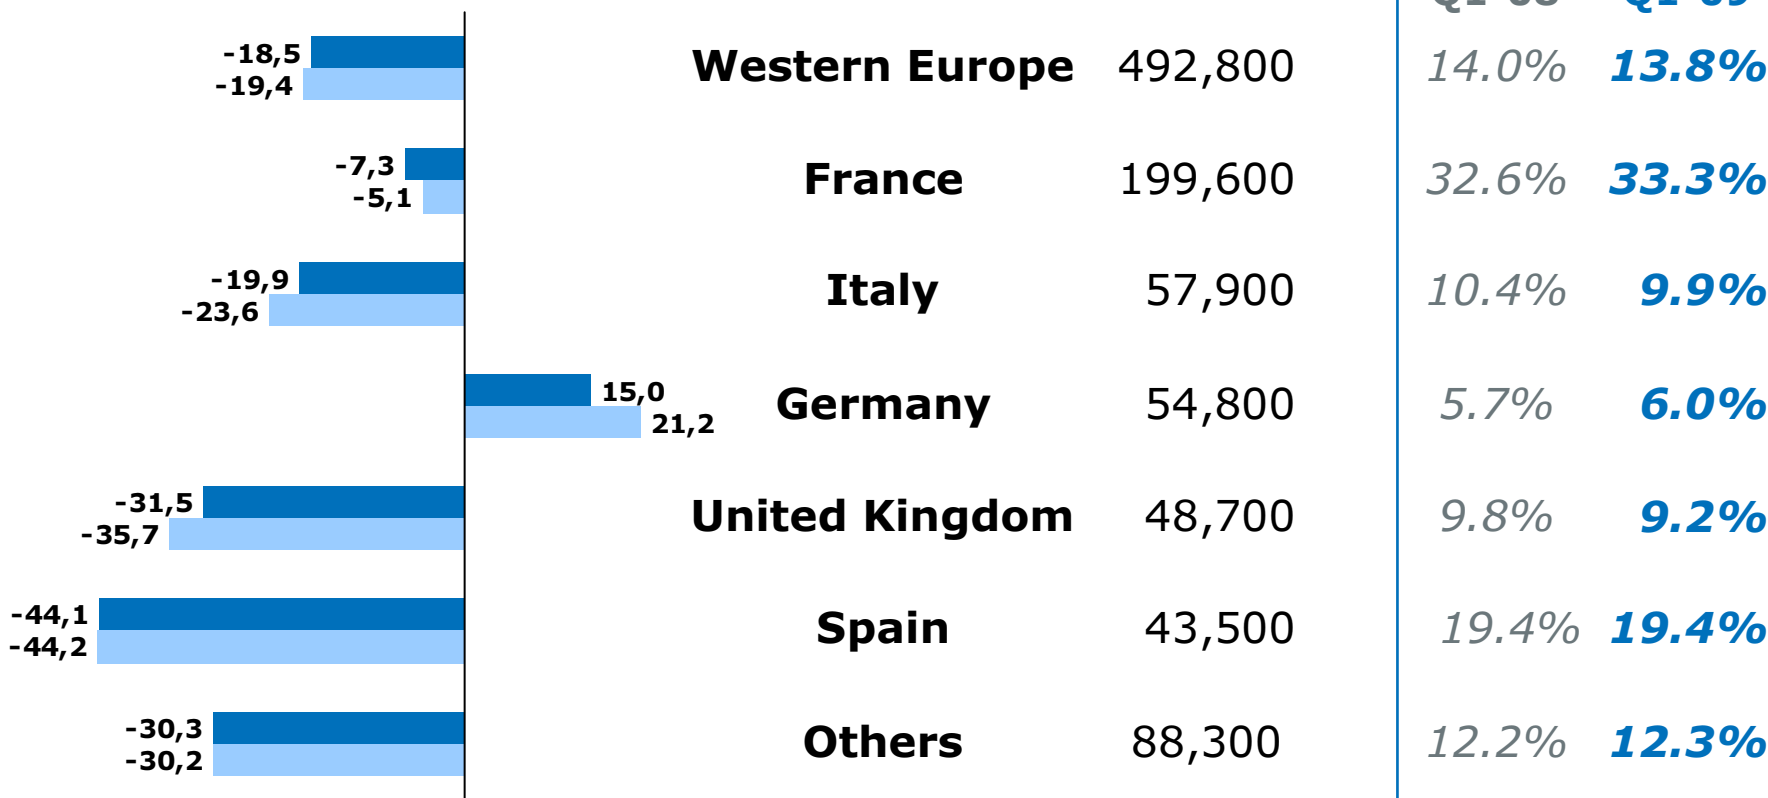 Q1 08 Q1 09
-18,5
-19,4
Western Europe 492,800 14.0% 13.8%
-7,3
-5,1
France 199,600 32.6% 33.3%
-19,9
-23,6
Italy 57,900 10.4% 9.9%
15,0
21,2
Germany 54,800 5.7% 6.0%
-31,5
-35,7
United Kingdom 48,700 9.8% 9.2%
-44,1
-44,2
Spain 43,500 19.4% 19.4%
-30,3
-30,2
Others 88,300 12.2% 12.3%